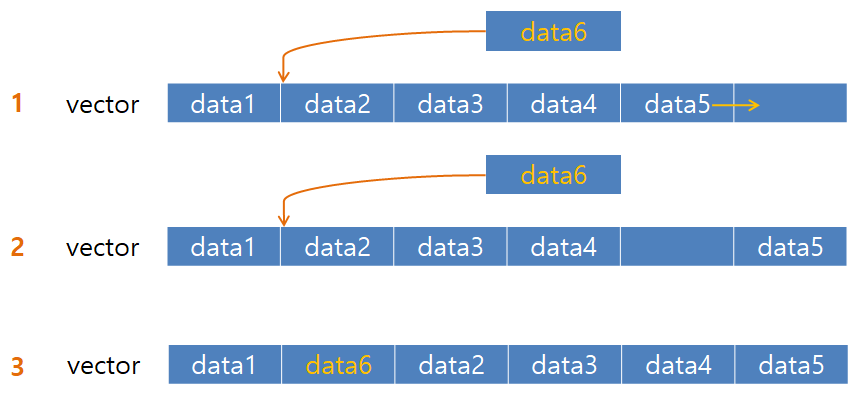 data6
1 vector data1 data2 data3 data4 data5
data6
2 vector data1 data2 data3 data4 data5
3 vector data1 data6 data2 data3 data4 data5